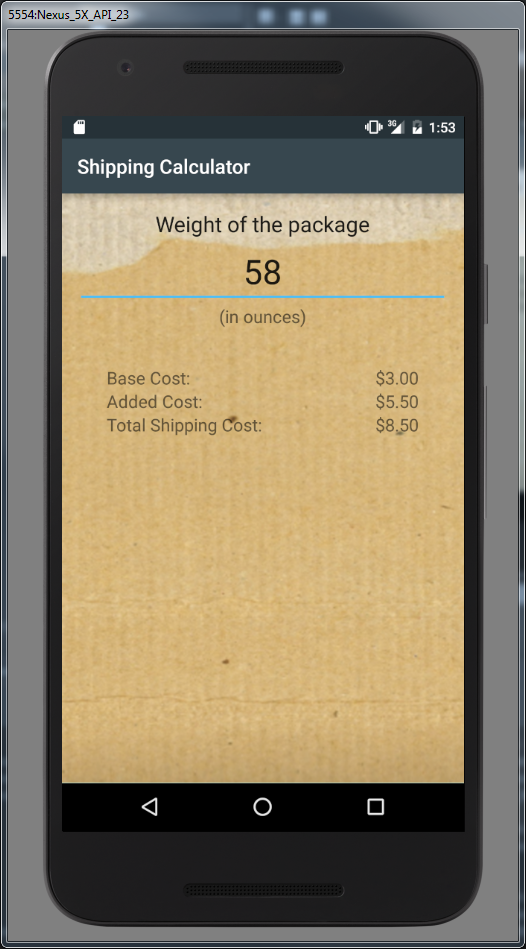 5554:Nexus_5X_API_23
3G 1:53
Shipping Calculator
Weight of the package
58
(in ounces)
Base Cost: $3.00
Added Cost: $5.50
Total Shipping Cost: $8.50